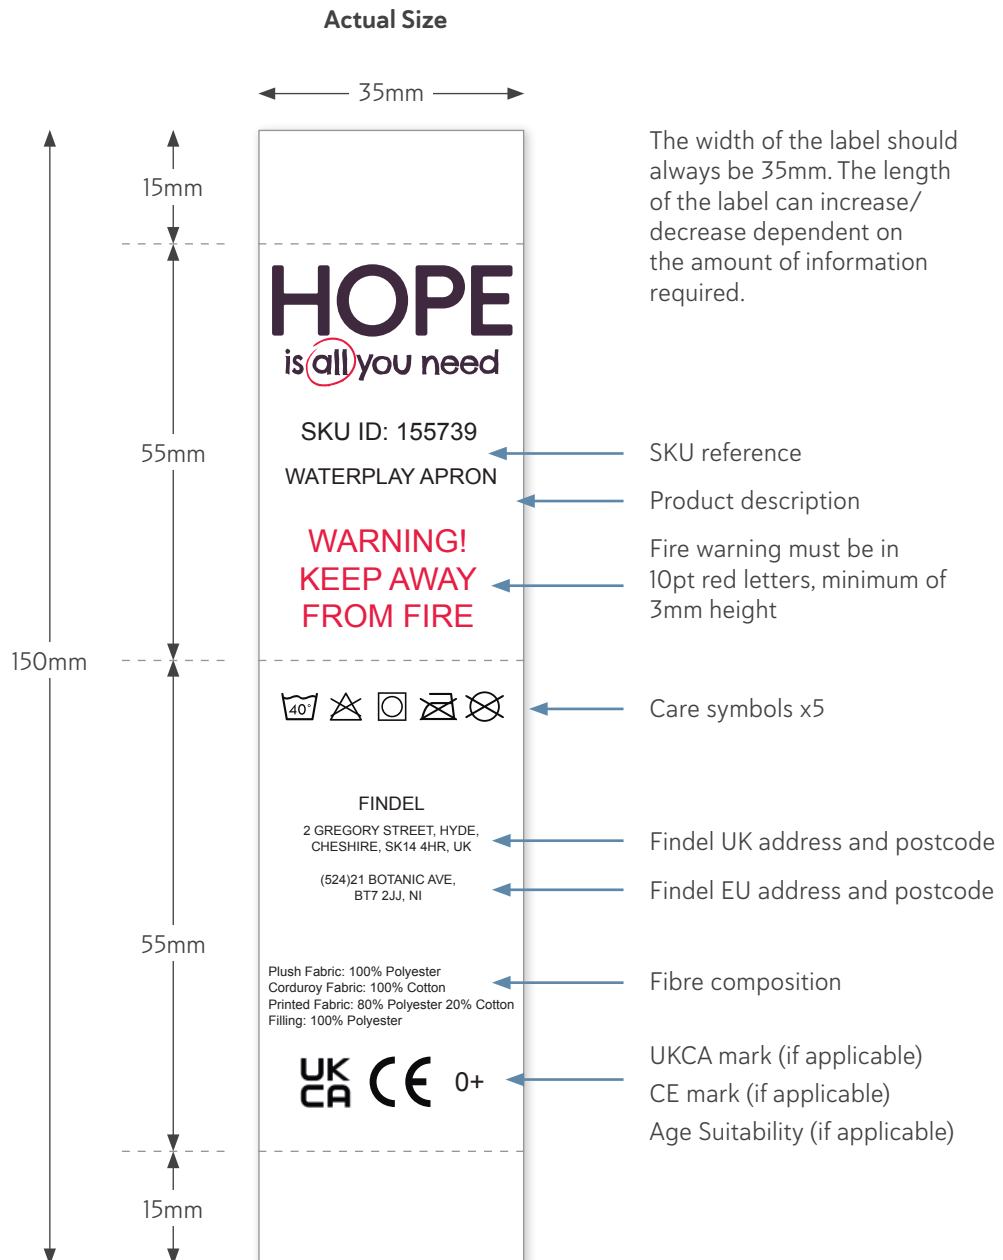 Actual Size
35mm
The width of the label should
always be 35mm. The length
of the label can increase/
decrease dependent on
the amount of information
required.
15mm
HOPE
is all you need
SKU ID: 155739
SKU reference
55mm
WATERPLAY APRON
Product description
WARNING!
KEEP AWAY
FROM FIRE
Fire warning must be in
10pt red letters, minimum of
3mm height
150mm
40°
Care symbols x5
FINDEL
2 GREGORY STREET, HYDE,
CHESHIRE, SK14 4HR, UK
Findel UK address and postcode
(524)21 BOTANIC AVE,
BT7 2JJ, NI
Findel EU address and postcode
55mm
Plush Fabric: 100% Polyester
Corduroy Fabric: 100% Cotton
Printed Fabric: 80% Polyester 20% Cotton
Filling: 100% Polyester
Fibre composition
UK
CA
CE
0+
UKCA mark (if applicable)
CE mark (if applicable)
Age Suitability (if applicable)
15mm